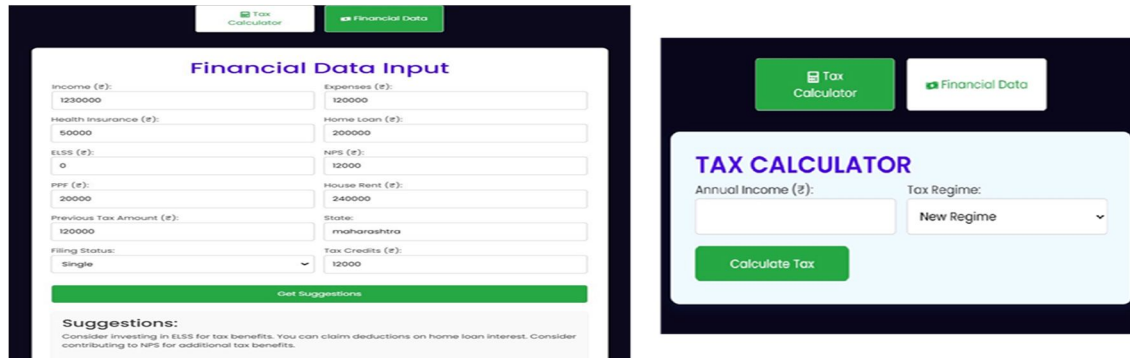 Tax
Calculator
Financial Data
Financial Data Input
Income (₹):
Expenses (₹):
1230000
120000
Health Insurance (₹):
Home Loan (₹):
50000
200000
ELSS (₹):
NPS (₹):
0
12000
PPF (₹):
House Rent (₹):
20000
240000
Previous Tax Amount (₹):
State:
120000
maharashtra
Filing Status:
Tax Credits (₹):
Single
12000
Get Suggestions
Suggestions:
Consider investing in ELSS for tax benefits. You can claim deductions on home loan interest. Consider
contributing to NPS for additional tax benefits.
Tax
Calculator
Financial Data
TAX CALCULATOR
Annual Income (₹):
Tax Regime:
New Regime
Calculate Tax